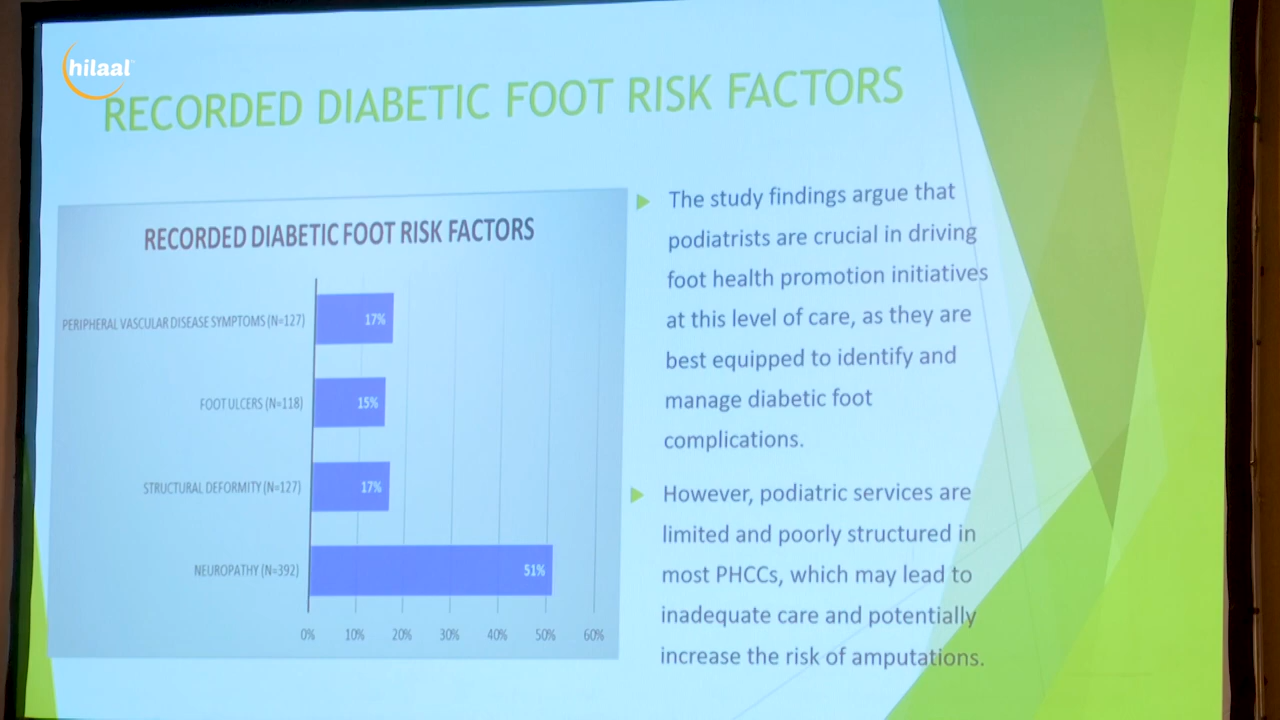 hilaal
RECORDED DIABETIC FOOT RISK FACTORS
RECORDED DIABETIC FOOT RISK FACTORS
PERIPHERAL VASCULAR DISEASE SYMPTOMS (N=127)
17%
FOOT ULCERS (N=118)
15%
STRUCTURAL DEFORMITY (N=127)
17%
NEUROPATHY (N=392)
51%
0% 10% 20% 30% 40% 50% 60%
The study findings argue that
podiatrists are crucial in driving
foot health promotion initiatives
at this level of care, as they are
best equipped to identify and
manage diabetic foot
complications.
However, podiatric services are
limited and poorly structured in
most PHCCs, which may lead to
inadequate care and potentially
increase the risk of amputations.